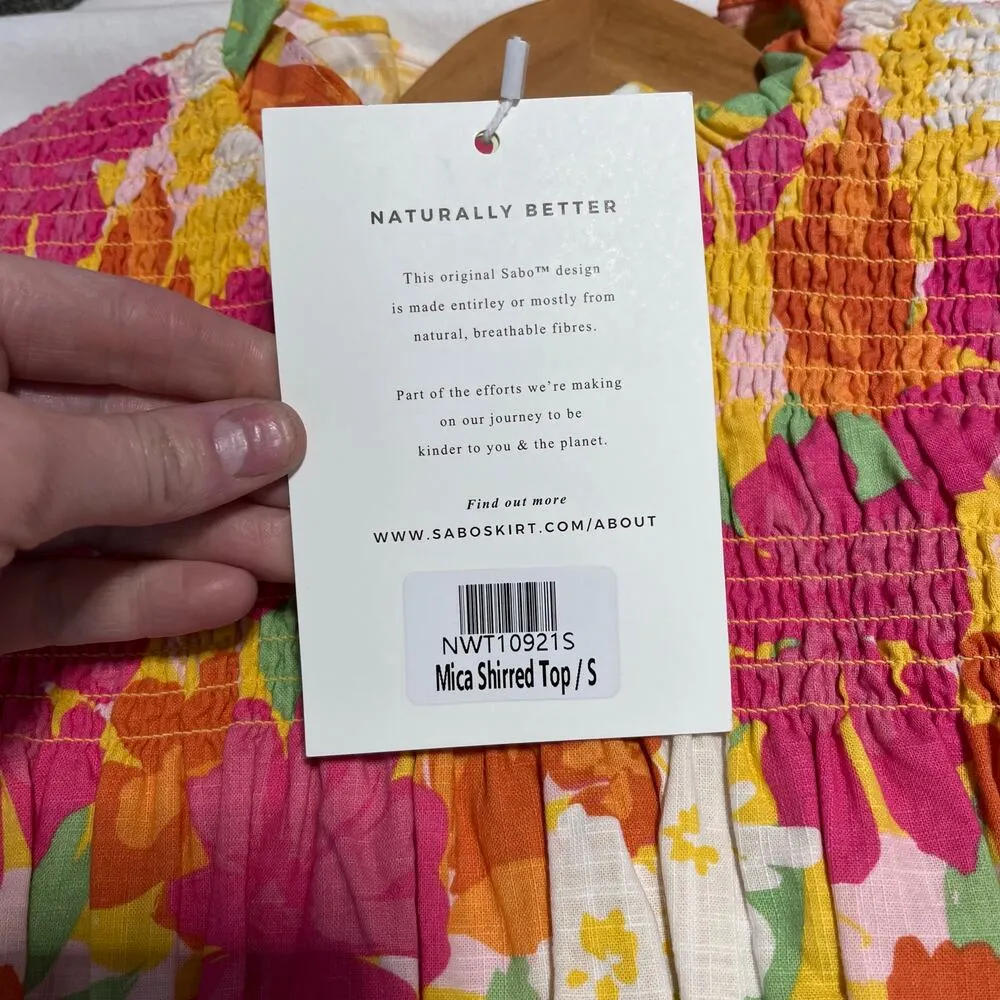 NATURALLY BETTER
This original Sabo™ design
is made entirley or mostly from
natural, breathable fibres.
Part of the efforts we're making
on our journey to be
kinder to you & the planet.
Find out more
WWW.SABOSKIRT.COM/ABOUT
NWT10921S
Mica Shirred Top / S